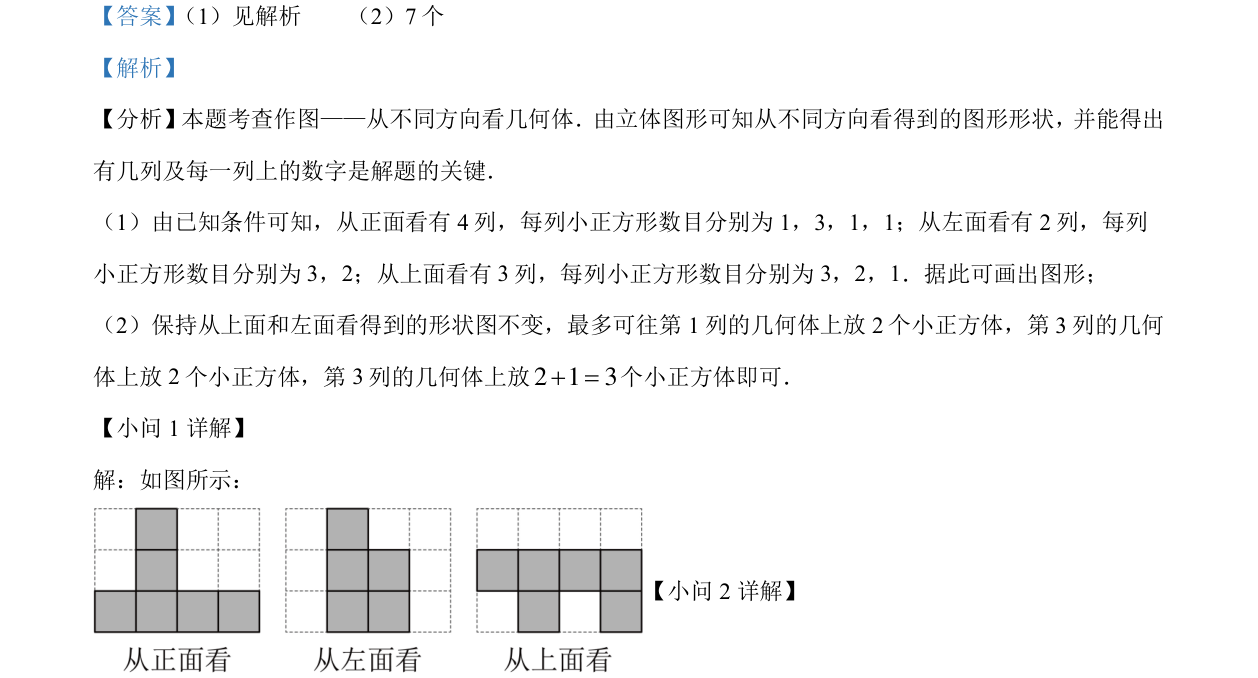 【答案】（1）见解析 （2）7 个
【解析】
【分析】本题考查作图——从不同方向看几何体．由立体图形可知从不同方向看得到的图形形状，并能得出
有几列及每一列上的数字是解题的关键．
（1）由已知条件可知，从正面看有 4 列，每列小正方形数目分别为 1，3，1，1；从左面看有 2 列，每列
小正方形数目分别为 3，2；从上面看有 3 列，每列小正方形数目分别为 3，2，1．据此可画出图形；
（2）保持从上面和左面看得到的形状图不变，最多可往第 1 列的几何体上放 2 个小正方体，第 3 列的几何
体上放 2 个小正方体，第 3 列的几何体上放 2+1=3 个小正方体即可．
【小问 1 详解】
解：如图所示：
【小问 2 详解】
从正面看 从左面看 从上面看